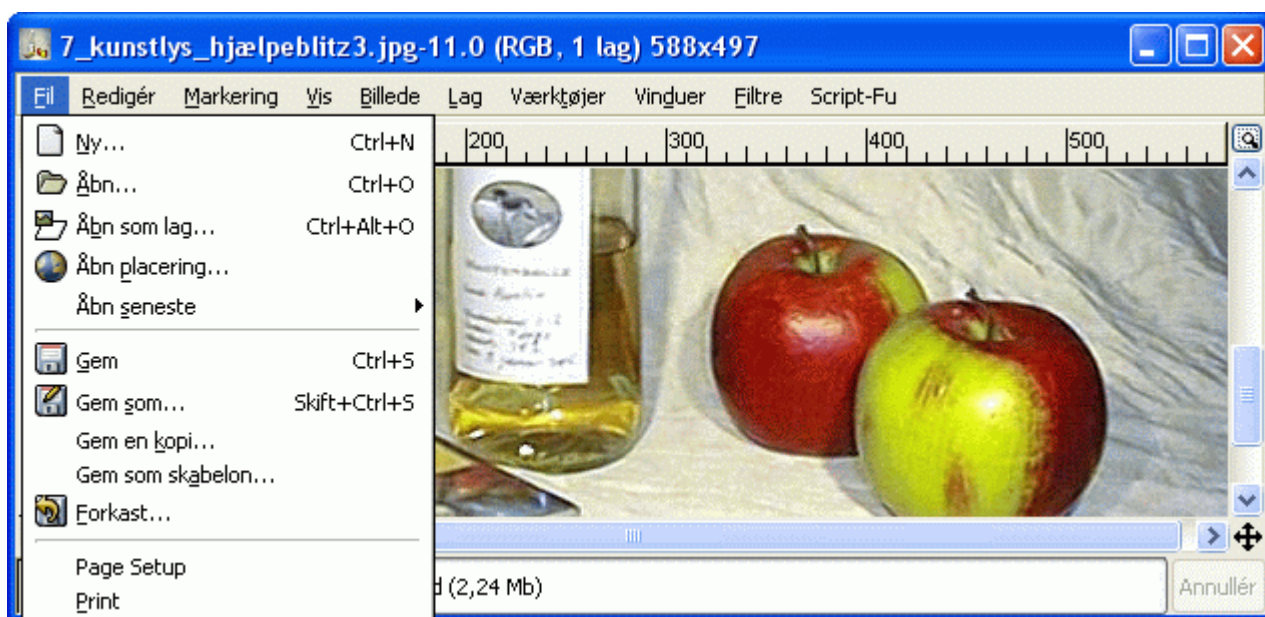 7_kunstlys_hjælpeblitz3.jpg-11.0 (RGB, 1 lag) 588x497
Fil Redigér Markering Vis Billede Lag Værktøjer Vinduer Filtre Script-Fu
200 300 400 500
Ny... Ctrl+N
Åbn... Ctrl+O
Åbn som lag... Ctrl+Alt+O
Åbn placering...
Åbn seneste
Gem Ctrl+S
Gem som... Skift+Ctrl+S
Gem en kopi...
Gem som skabelon...
Forkast...
Page Setup
Print
d (2,24 Mb) Annullér